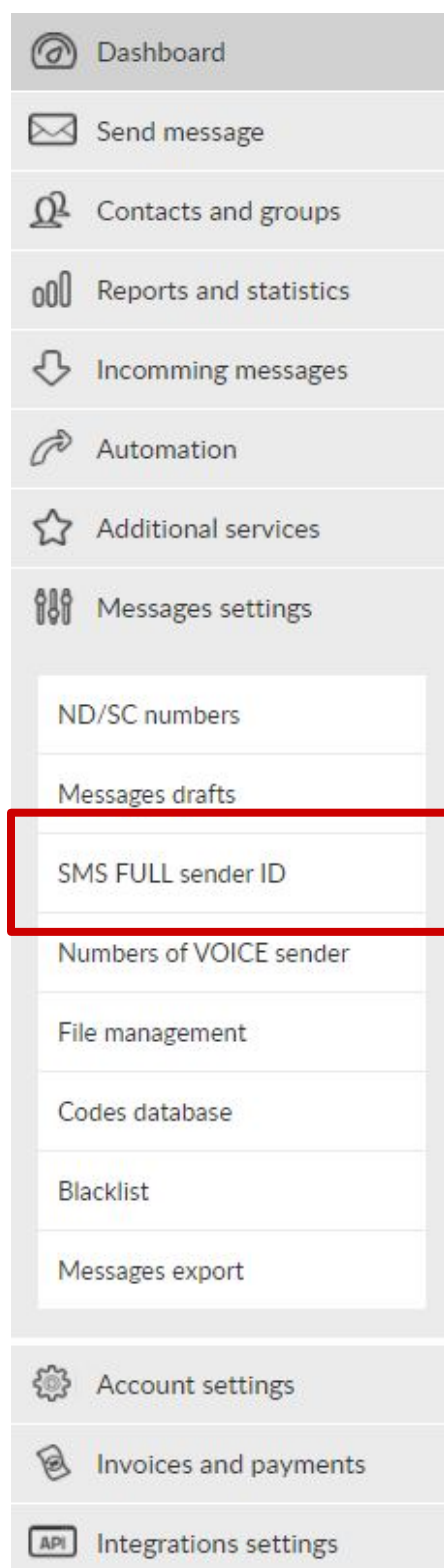 Dashboard
Send message
Contacts and groups
Reports and statistics
Incomming messages
Automation
Additional services
Messages settings
ND/SC numbers
Messages drafts
SMS FULL sender ID
Numbers of VOICE sender
File management
Codes database
Blacklist
Messages export
Account settings
Invoices and payments
API Integrations settings